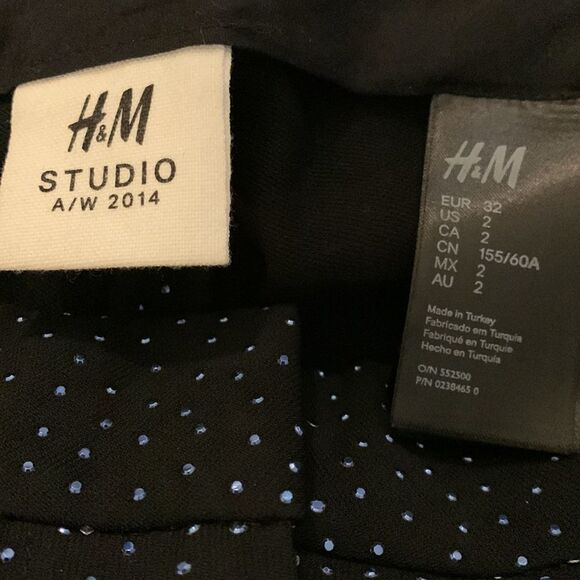 H&M
STUDIO
A/W 2014
H&M
EUR 32
US 2
CA 2
CN 155/60A
MX 2
AU 2
Made in Turkey
Fabricado em Turquia
Fabriqué en Turquie
Hecho en Turquía
O/N 552500
P/N 0238465 0